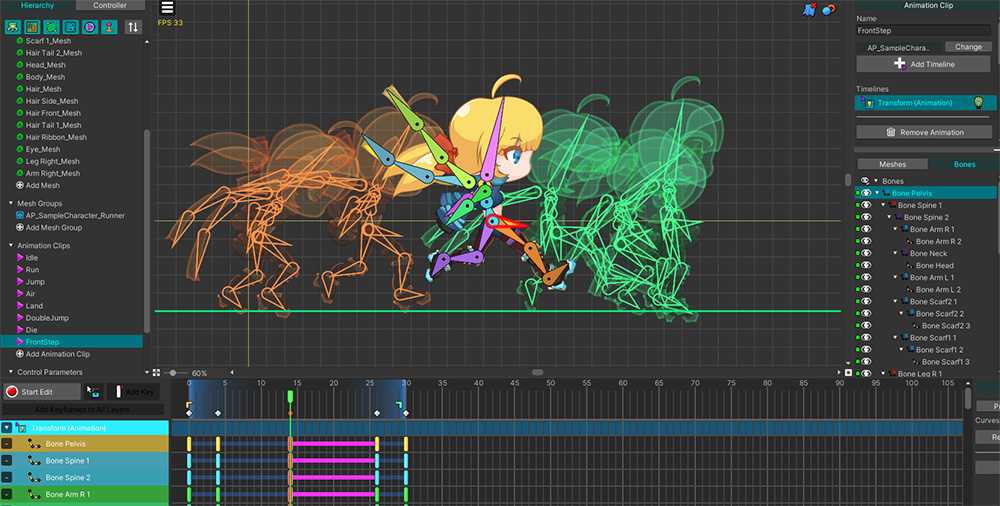 Hierarchy
Controller
Scarf 1_Mesh
Hair Tail 2_Mesh
Head_Mesh
Body_Mesh
Hair_Mesh
Hair Side_Mesh
Hair Front_Mesh
Hair Tail 1_Mesh
Hair Ribbon_Mesh
Eye_Mesh
Leg Right_Mesh
Arm Right_Mesh
Add Mesh
Mesh Groups
AP_SampleCharacter_Runner
Add Mesh Group
Animation Clips
Idle
Run
Jump
Air
Land
DoubleJump
Die
FrontStep
Add Animation Clip
Control Parameters
FPS 33
60%
Animation Clip
Name
FrontStep
AP_SampleChara..
Change
Add Timeline
Timelines
Transform (Animation)
Remove Animation
Meshes
Bones
Bones
Bone Pelvis
Bone Spine 1
Bone Spine 2
Bone Arm R 1
Bone Arm R 2
Bone Neck
Bone Head
Bone Arm L 1
Bone Arm L 2
Bone Scarf2 1
Bone Scarf2 2
Bone Scarf2 3
Bone Scarf1 1
Bone Scarf1 2
Bone Scarf1 3
Bone Leg R 1
Start Edit
Add Key
Add Keyframes to All Layers
0 5 10 15 20 25 30 35 40 45 50 55 60 65 70 75 80 85 90 95 100 105
Transform (Animation)
Bone Pelvis
Bone Spine 1
Bone Spine 2
Bone Arm R 1
Curves